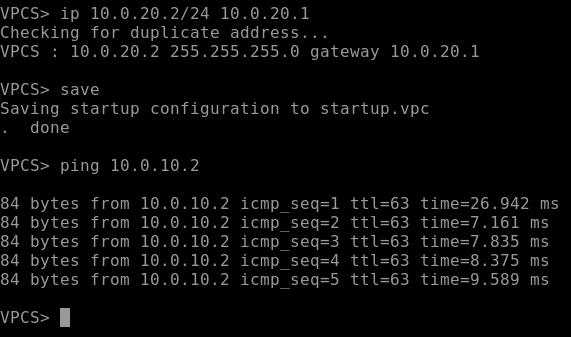 VPCS> ip 10.0.20.2/24 10.0.20.1
Checking for duplicate address...
VPCS : 10.0.20.2 255.255.255.0 gateway 10.0.20.1
VPCS> save
Saving startup configuration to startup.vpc
.  done
VPCS> ping 10.0.10.2
84 bytes from 10.0.10.2 icmp_seq=1 ttl=63 time=26.942 ms
84 bytes from 10.0.10.2 icmp_seq=2 ttl=63 time=7.161 ms
84 bytes from 10.0.10.2 icmp_seq=3 ttl=63 time=7.835 ms
84 bytes from 10.0.10.2 icmp_seq=4 ttl=63 time=8.375 ms
84 bytes from 10.0.10.2 icmp_seq=5 ttl=63 time=9.589 ms
VPCS>